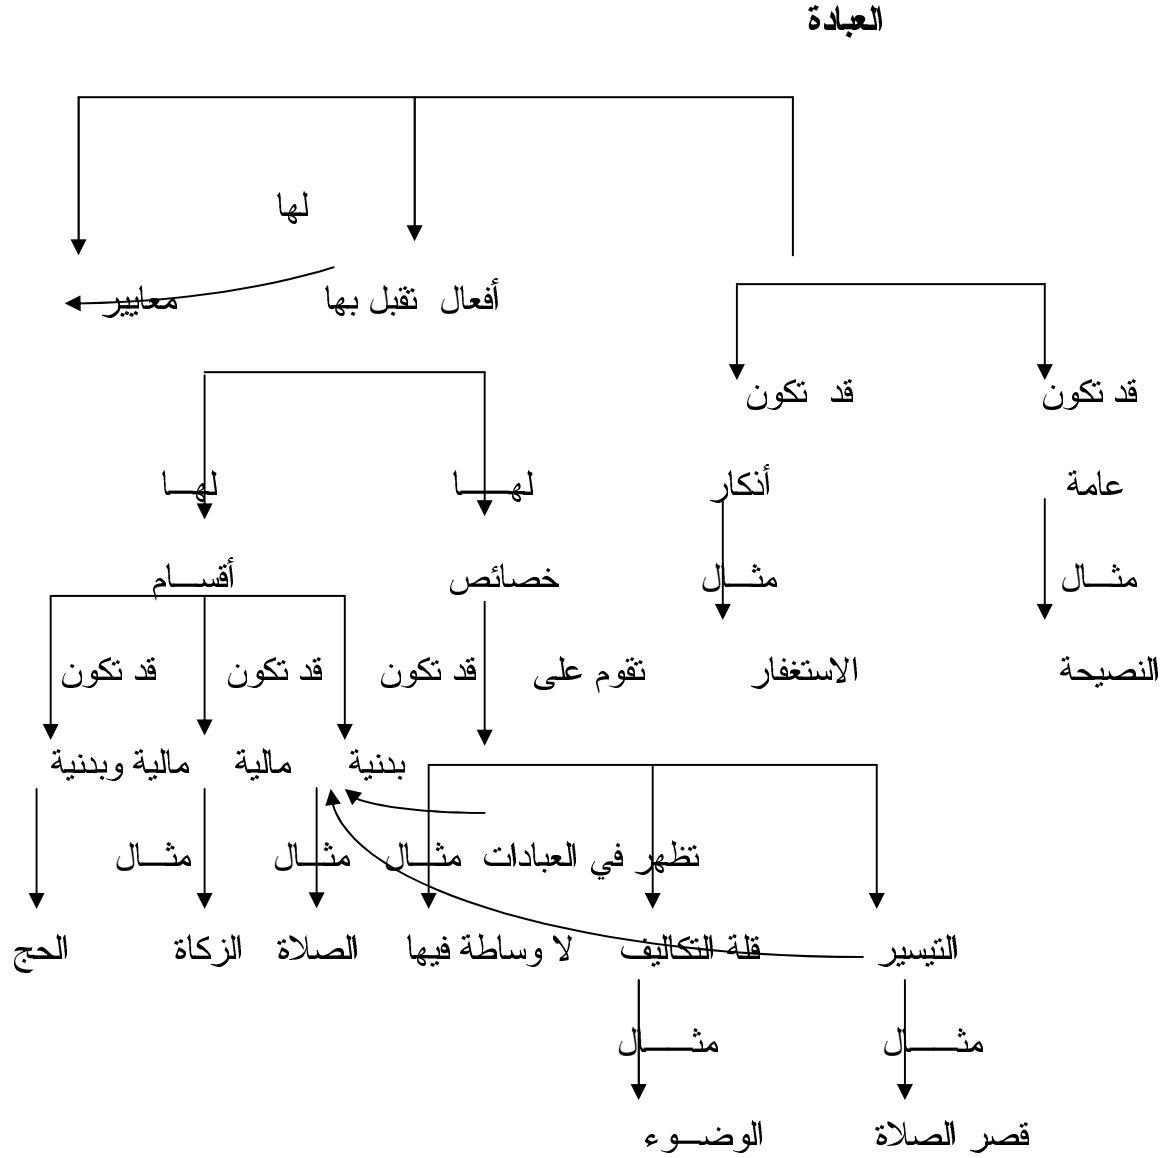 العبادة
لها
أفعال تقبل بها معايير
قد تكون قد تكون
عامة أذكار لهـــا لهـــا
مثـــال مثـــال خصائص أقســـام
النصيحة الاستغفار تقوم على قد تكون قد تكون قد تكون
بدنية مالية مالية وبدنية
تظهر في العبادات مثـــال مثـــال مثـــال
التيسير قلة التكاليف لا وساطة فيها الصلاة الزكاة الحج
مثـــال مثـــال
قصر الصلاة الوضـــوء